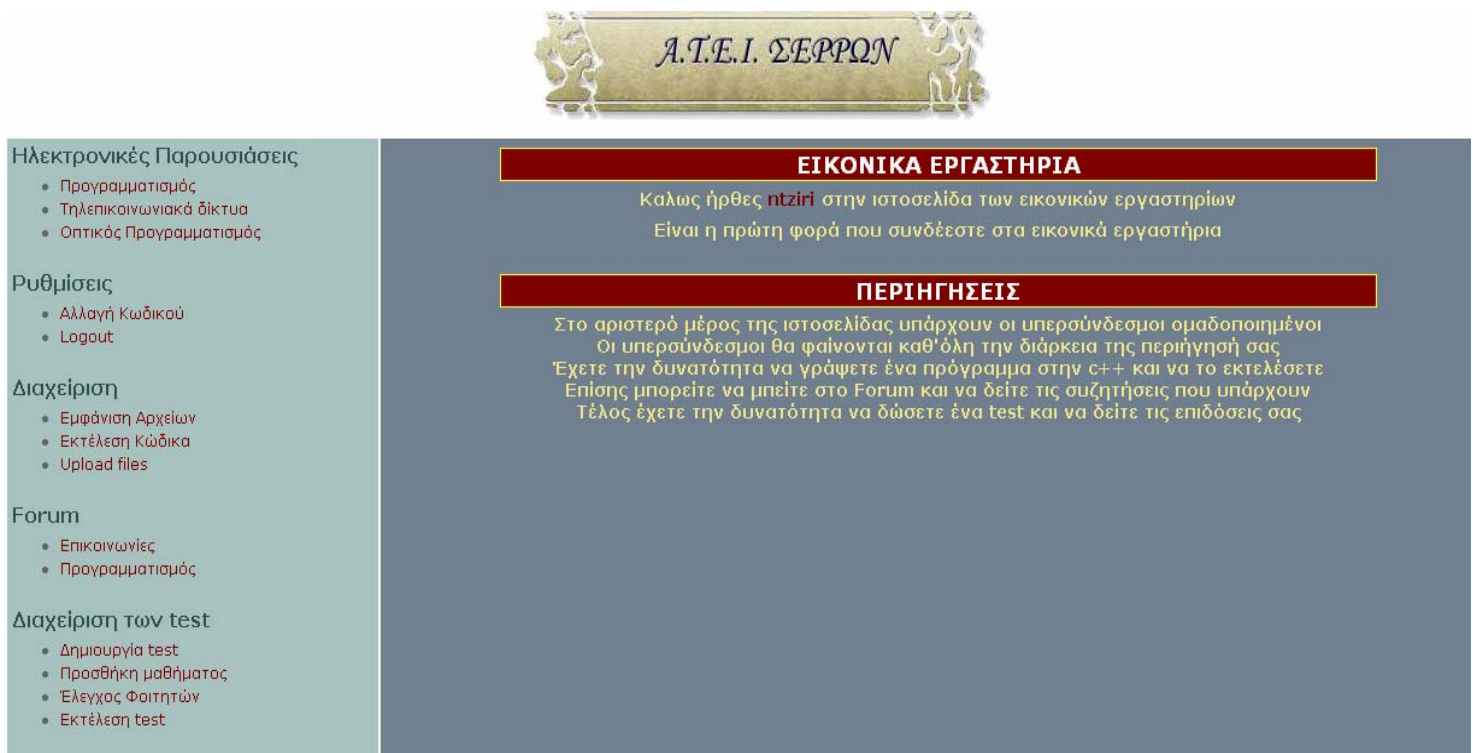 Α.Τ.Ε.Ι. ΣΕΡΡΩΝ
Ηλεκτρονικές Παρουσιάσεις
Προγραμματισμός
Τηλεπικοινωνιακά δίκτυα
Οπτικός Προγραμματισμός
Ρυθμίσεις
Αλλαγή Κωδικού
Logout
Διαχείριση
Εμφάνιση Αρχείων
Εκτέλεση Κώδικα
Upload files
Forum
Επικοινωνίες
Προγραμματισμός
Διαχείριση των test
Δημιουργία test
Προσθήκη μαθήματος
Έλεγχος Φοιτητών
Εκτέλεση test
ΕΙΚΟΝΙΚΑ ΕΡΓΑΣΤΗΡΙΑ
Καλως ήρθες ntziri στην ιστοσελίδα των εικονικών εργαστηρίων
Είναι η πρώτη φορά που συνδέεστε στα εικονικά εργαστήρια
ΠΕΡΙΗΓΗΣΕΙΣ
Στο αριστερό μέρος της ιστοσελίδας υπάρχουν οι υπερσύνδεσμοι ομαδοποιημένοι
Οι υπερσύνδεσμοι θα φαίνονται καθ'όλη την διάρκεια της περιήγησή σας
Έχετε την δυνατότητα να γράψετε ένα πρόγραμμα στην c++ και να το εκτελέσετε
Επίσης μπορείτε να μπείτε στο Forum και να δείτε τις συζητήσεις που υπάρχουν
Τέλος έχετε την δυνατότητα να δώσετε ένα test και να δείτε τις επιδόσεις σας